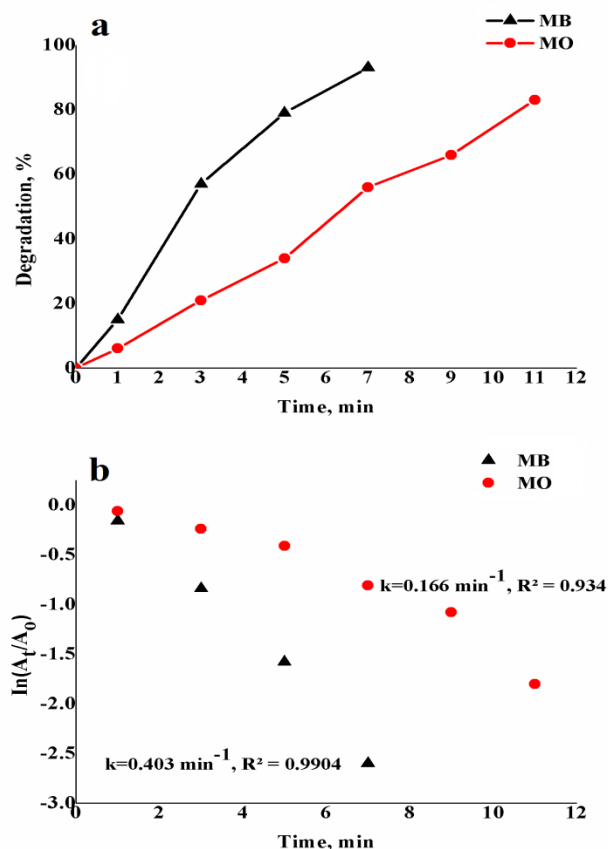 a
MB
MO
100
80
60
40
20
0
Degradation, %
0 1 3 5 7 8 9 10 11 12
Time, min
b
MB
MO
0.0
-0.5
-1.0
-1.5
-2.0
-2.5
-3.0
ln(At/A0)
k=0.166 min⁻¹, R² = 0.934
k=0.403 min⁻¹, R² = 0.9904
0 2 4 6 8 10 12
Time, min